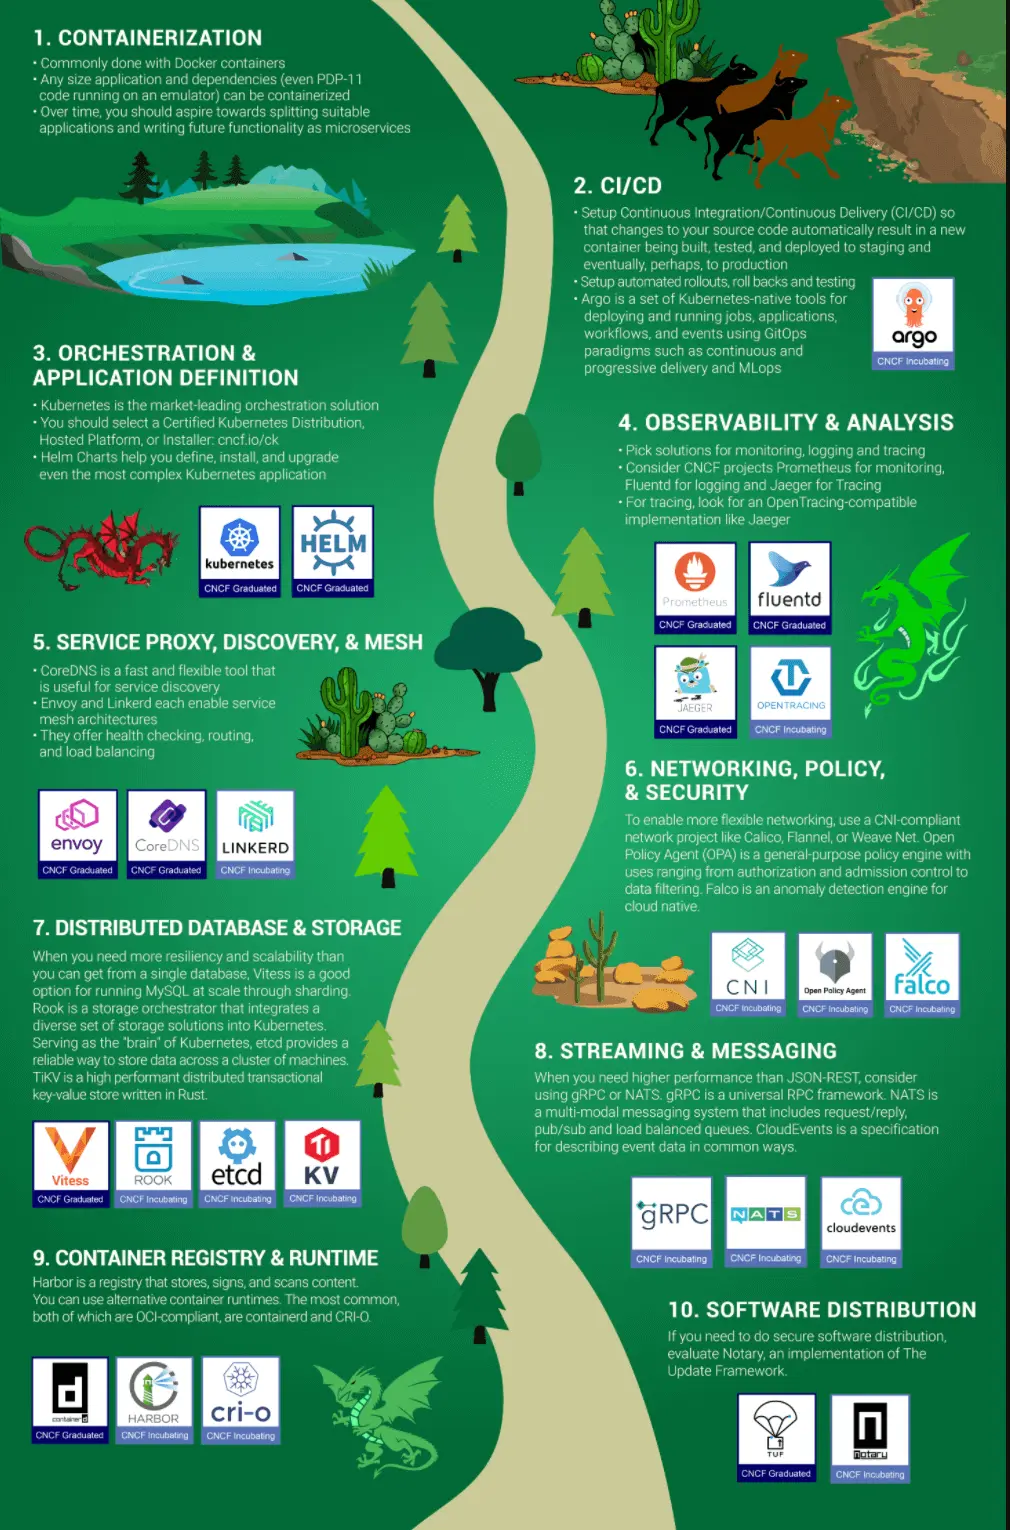 1. CONTAINERIZATION
• Commonly done with Docker containers
• Any size application and dependencies (even PDP-11
code running on an emulator) can be containerized
• Over time, you should aspire towards splitting suitable
applications and writing future functionality as microservices
2. CI/CD
• Setup Continuous Integration/Continuous Delivery (CI/CD) so
that changes to your source code automatically result in a new
container being built, tested, and deployed to staging and
eventually, perhaps, to production
• Setup automated rollouts, roll backs and testing
• Argo is a set of Kubernetes-native tools for
deploying and running jobs, applications,
workflows, and events using GitOps
paradigms such as continuous and
progressive delivery and MLops
argo
CNCF Incubating
3. ORCHESTRATION &
APPLICATION DEFINITION
• Kubernetes is the market-leading orchestration solution
• You should select a Certified Kubernetes Distribution,
Hosted Platform, or Installer: cncf.io/ck
• Helm Charts help you define, install, and upgrade
even the most complex Kubernetes application
kubernetes
CNCF Graduated
HELM
CNCF Graduated
4. OBSERVABILITY & ANALYSIS
• Pick solutions for monitoring, logging and tracing
• Consider CNCF projects Prometheus for monitoring,
Fluentd for logging and Jaeger for Tracing
• For tracing, look for an OpenTracing-compatible
implementation like Jaeger
Prometheus
CNCF Graduated
fluentd
CNCF Graduated
JAEGER
CNCF Graduated
OPENTRACING
CNCF Incubating
5. SERVICE PROXY, DISCOVERY, & MESH
• CoreDNS is a fast and flexible tool that
is useful for service discovery
• Envoy and Linkerd each enable service
mesh architectures
• They offer health checking, routing,
and load balancing
envoy
CNCF Graduated
CoreDNS
CNCF Graduated
LINKERD
CNCF Incubating
6. NETWORKING, POLICY,
& SECURITY
To enable more flexible networking, use a CNI-compliant
network project like Calico, Flannel, or Weave Net. Open
Policy Agent (OPA) is a general-purpose policy engine with
uses ranging from authorization and admission control to
data filtering. Falco is an anomaly detection engine for
cloud native.
CNI
CNCF Incubating
Open Policy Agent
CNCF Incubating
falco
CNCF Incubating
7. DISTRIBUTED DATABASE & STORAGE
When you need more resiliency and scalability than
you can get from a single database, Vitess is a good
option for running MySQL at scale through sharding.
Rook is a storage orchestrator that integrates a
diverse set of storage solutions into Kubernetes.
Serving as the "brain" of Kubernetes, etcd provides a
reliable way to store data across a cluster of machines.
TiKV is a high performant distributed transactional
key-value store written in Rust.
Vitess
CNCF Graduated
ROOK
CNCF Incubating
etcd
CNCF Incubating
TI
KV
CNCF Incubating
8. STREAMING & MESSAGING
When you need higher performance than JSON-REST, consider
using gRPC or NATS. gRPC is a universal RPC framework. NATS is
a multi-modal messaging system that includes request/reply,
pub/sub and load balanced queues. CloudEvents is a specification
for describing event data in common ways.
gRPC
CNCF Incubating
NATS
CNCF Incubating
cloudevents
CNCF Incubating
9. CONTAINER REGISTRY & RUNTIME
Harbor is a registry that stores, signs, and scans content.
You can use alternative container runtimes. The most common,
both of which are OCI-compliant, are containerd and CRI-O.
d
containerd
CNCF Graduated
HARBOR
CNCF Incubating
cri-o
CNCF Incubating
10. SOFTWARE DISTRIBUTION
If you need to do secure software distribution,
evaluate Notary, an implementation of The
Update Framework.
TUF
CNCF Graduated
n
notary
CNCF Incubating